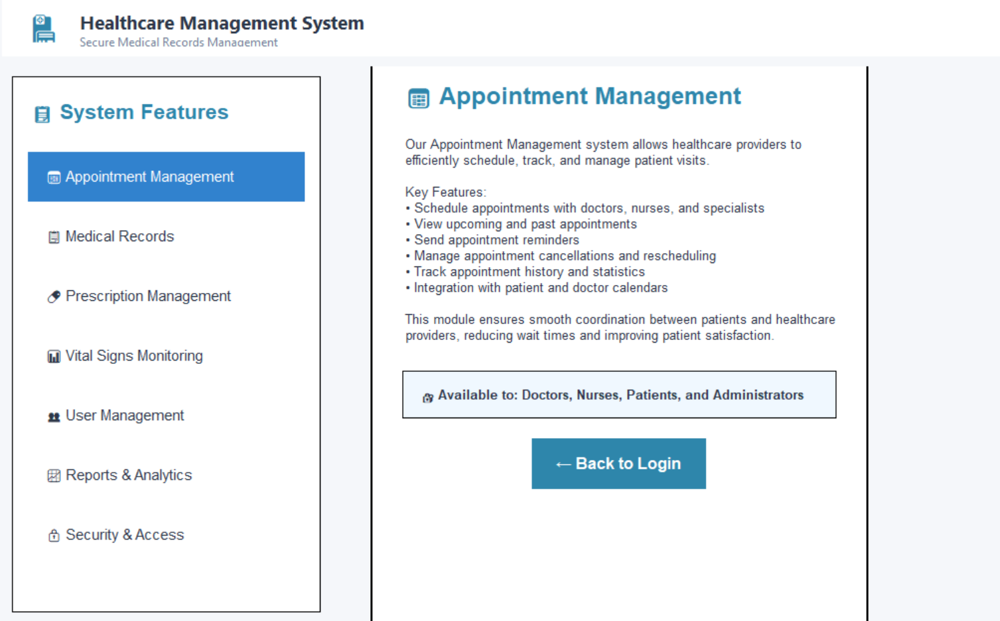 Healthcare Management System
Secure Medical Records Management
System Features
Appointment Management
Medical Records
Prescription Management
Vital Signs Monitoring
User Management
Reports & Analytics
Security & Access
Appointment Management
Our Appointment Management system allows healthcare providers to
efficiently schedule, track, and manage patient visits.
Key Features:
• Schedule appointments with doctors, nurses, and specialists
• View upcoming and past appointments
• Send appointment reminders
• Manage appointment cancellations and rescheduling
• Track appointment history and statistics
• Integration with patient and doctor calendars
This module ensures smooth coordination between patients and healthcare
providers, reducing wait times and improving patient satisfaction.
Available to: Doctors, Nurses, Patients, and Administrators
← Back to Login